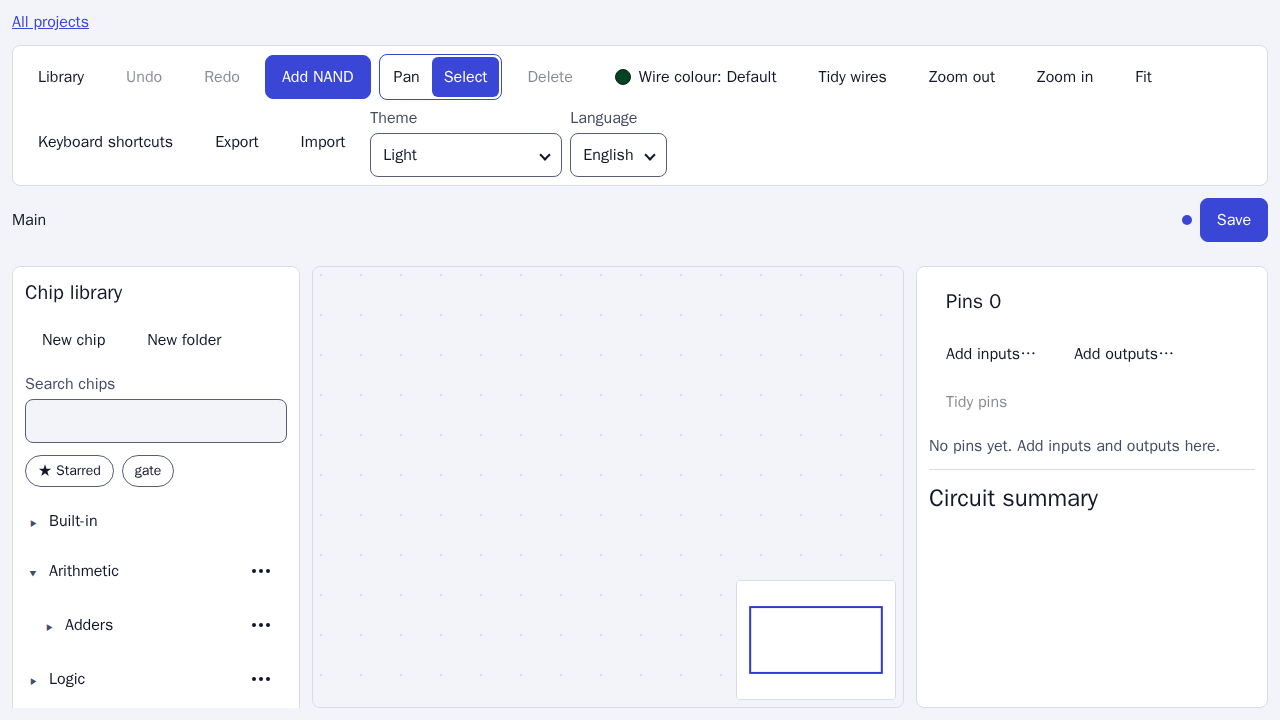 All projects
Library Undo Redo Add NAND Pan Select Delete Wire colour: Default Tidy wires Zoom out Zoom in Fit
Theme Language
Keyboard shortcuts Export Import Light English
Main Save
Chip library
New chip New folder
Search chips
★ Starred gate
Built-in
Arithmetic
Adders
Logic
Pins 0
Add inputs… Add outputs…
Tidy pins
No pins yet. Add inputs and outputs here.
Circuit summary